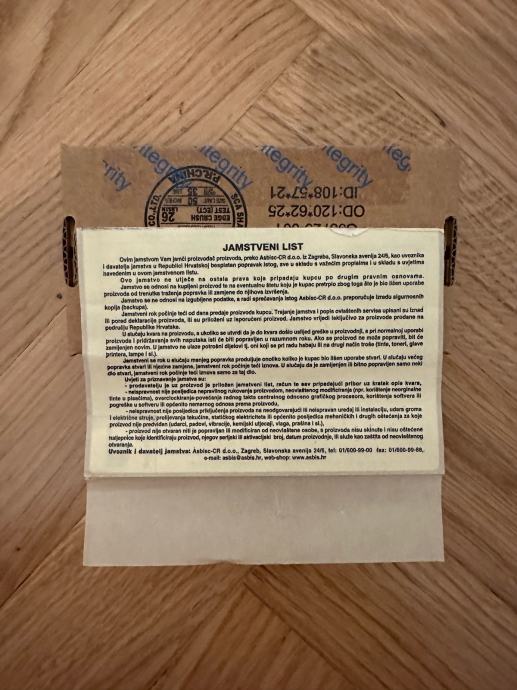 tegrity
tegrity
tegrity
tegrity
P.R.CHINA
CO.,LTD.
SCA SHA
EDGE CRUSH
TEST (ECT)
26
ID:108*57*21
OD:120*62*25
JAMSTVENI LIST
Ovim jamstvom Vam jamči proizvođač proizvoda, preko Asbisc-CR d.o.o. iz Zagreba, Slavonska avenija 24/6, kao uvoznika
i davatelja jamstva u Republici Hrvatskoj besplatan popravak istog, sve u skladu s važećim propisima i u skladu s uvjetima
navedenim u ovom jamstvenom listu.
Ovo jamstvo ne utječe na ostala prava koja pripadaju kupcu po drugim pravnim osnovama.
Jamstvo se odnosi na kupljeni proizvod te na eventualnu štetu koju je kupac pretrpio zbog toga što je bio lišen uporabe
proizvoda od trenutka traženja popravka ili zamjene do njihova izvršenja.
Jamstvo se ne odnosi na izgubljene podatke, a radi sprečavanja istog Asbisc-CR d.o.o. preporučuje izradu sigurnosnih
kopija (backupa).
Jamstveni rok počinje teći od dana predaje proizvoda kupcu. Trajanje jamstva i popis ovlaštenih servisa upisani su iznad
ili pored deklaracije proizvoda, ili su priloženi uz isporučeni proizvod. Jamstvo vrijedi isključivo za proizvode prodane na
području Republike Hrvatske.
U slučaju kvara na proizvodu, a ukoliko se utvrdi da je do kvara došlo uslijed greške u proizvodnji, a pri normalnoj uporabi
proizvoda i pridržavanje svih naputaka isti će biti popravljen u razumnom roku. Ako se proizvod ne može popraviti, bit će
zamijenjen novim. U jamstvo ne ulaze potrošni dijelovi tj. oni koji se pri radu habaju ili na drugi način troše (tinte, toneri, glave
printera, lampe i sl.).
Jamstveni se rok u slučaju manjeg popravka produljuje onoliko koliko je kupac bio lišen uporabe stvari. U slučaju većeg
popravka stvari ili njezine zamjene, jamstveni rok počinje teći iznova. U slučaju da je zamijenjen ili bitno popravljen samo neki
dio stvari, jamstveni rok počinje teći iznova samo za taj dio.
Uvjeti za priznavanje jamstva su:
- predavatelj je uz proizvod je priložen jamstveni list, račun te sev pripadajući pribor uz kratak opis kvara,
- neispravnost nije posljedica nepravilnog rukovanja proizvodom, neovlaštenog modificiranja (npr. korištenje neoriginalne
tinte u pisačima), overclockiranje-povećanje radnog takta centralnog odnosno grafičkog procesora, korištenje softvera ili
pogreške u softveru ili općenito nemarnog odnosa prema proizvodu,
- neispravnost nije posljedica priključenja proizvoda na neodgovarajući ili neispravan uređaj ili instalaciju, udara groma
i električne struje, prolijevanja tekućine, statičkog elektriciteta ili općenito posljedica mehaničkih i drugih oštećenja za koje
proizvod nije predviđen (udarci, padovi, vibracije, kemijski utjecaji, vlaga, prašina i sl.),
- proizvod nije otvaran niti je popravljan ili modificiran od neovlaštene osobe, s proizvoda nisu skinute i nisu oštećene
naljepnice koje identificiraju proizvod, njegov serijski ili aktivacijski broj, datum proizvodnje, ili služe kao zaštita od neovlaštenog
otvaranja.
Uvoznik i davatelj jamstva: Asbisc-CR d.o.o., Zagreb, Slavonska avenija 24/6, tel: 01/600-99-00 fax: 01/600-99-88,
e-mail: asbis@asbis.hr, web-shop: www.asbis.hr